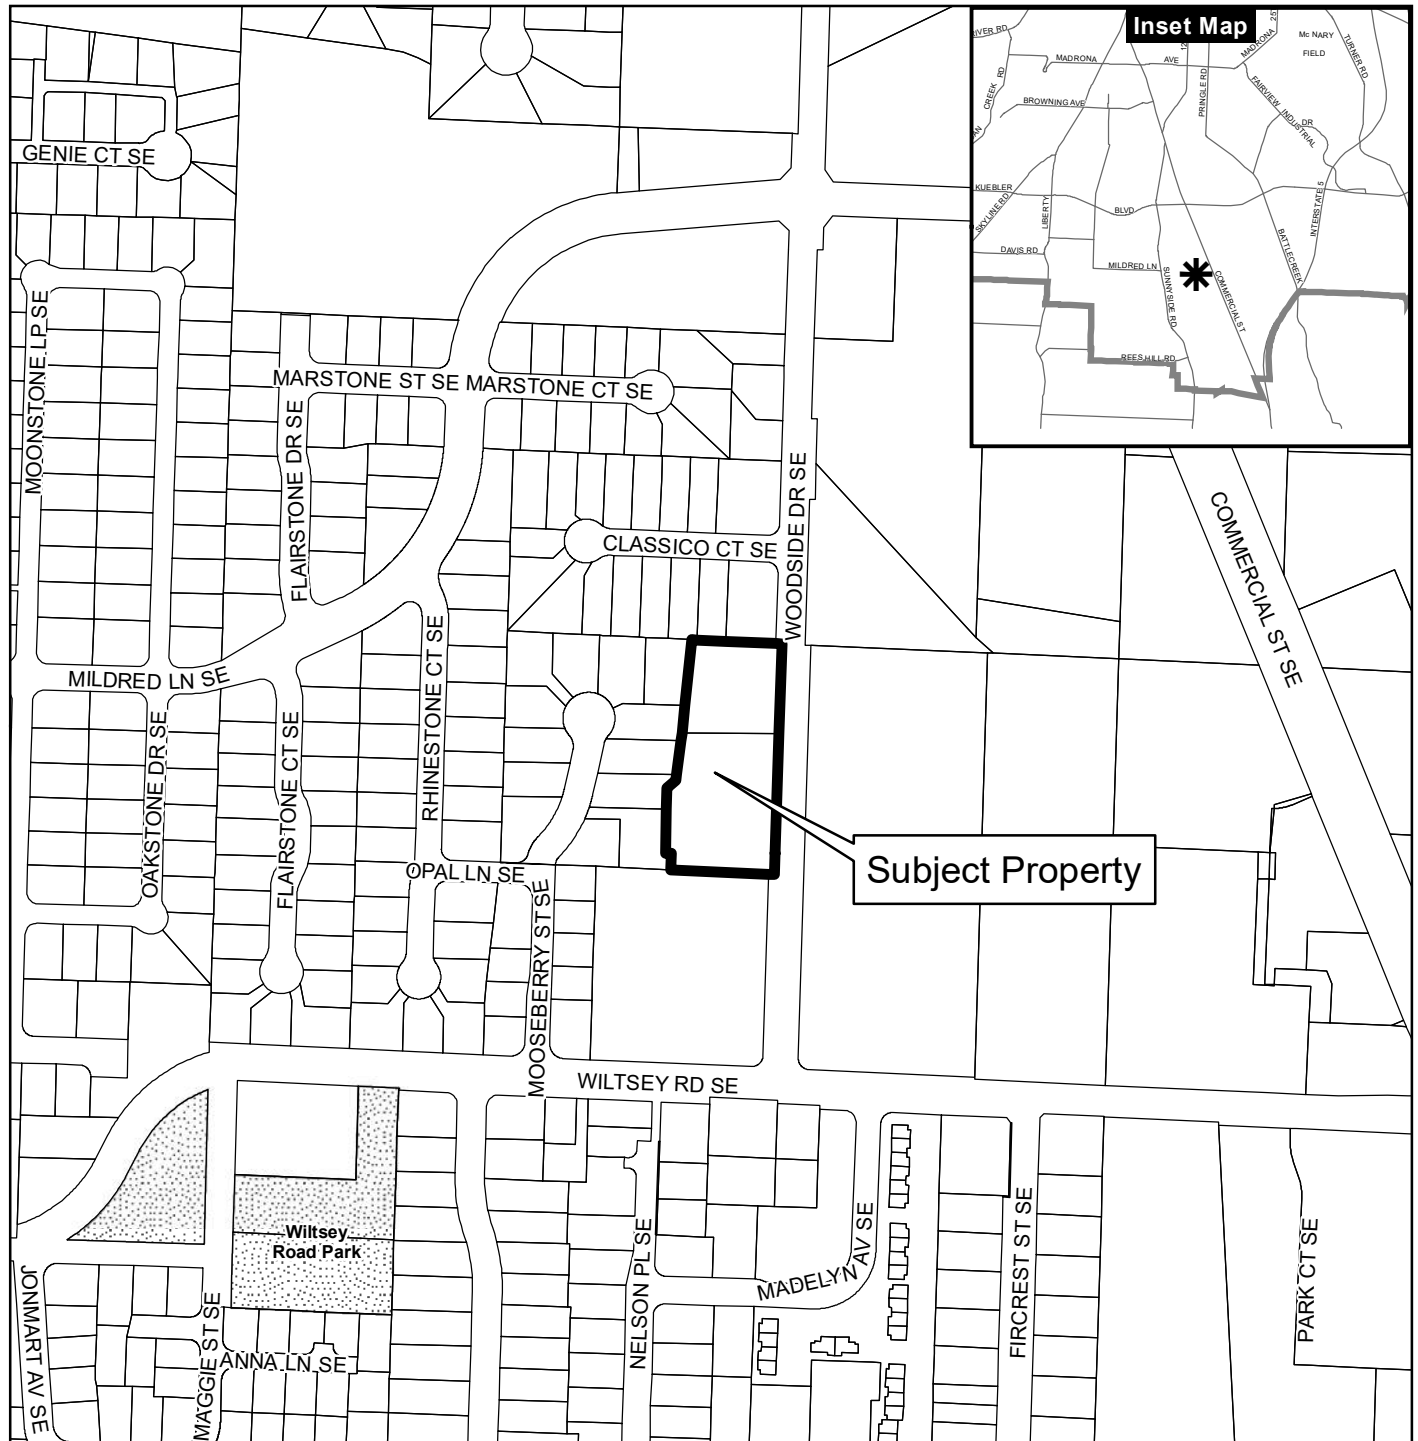 Inset Map
RIVER RD
MADRONA
AVE
12
MADRONA
25
Mc NARY
FIELD
TURNER RD
CREEK RD
BROWNING AVE
PRINGLE RD
FAIRVIEW INDUSTRIAL
DR
AN
KUEBLER
SKYLINE RD
LIBERTY
BLVD
INTERSTATE 5
DAVIS RD
MILDRED LN
SUNNYSIDE RD
COMMERCIAL ST
BATTLECREEK
REES HILL RD
GENIE CT SE
MOONSTONE LP SE
MARSTONE ST SE
MARSTONE CT SE
FLAIRSTONE DR SE
WOODSIDE DR SE
CLASSICO CT SE
COMMERCIAL ST SE
MILDRED LN SE
RHINESTONE CT SE
OAKSTONE DR SE
FLAIRSTONE CT SE
Subject Property
OPAL LN SE
MOOSEBERRY ST SE
WILTSEY RD SE
Wiltsey
Road Park
NELSON PL SE
MADELYN AV SE
FIRCREST ST SE
PARK CT SE
JONMART AV SE
MAGGIE ST SE
ANNA LN SE